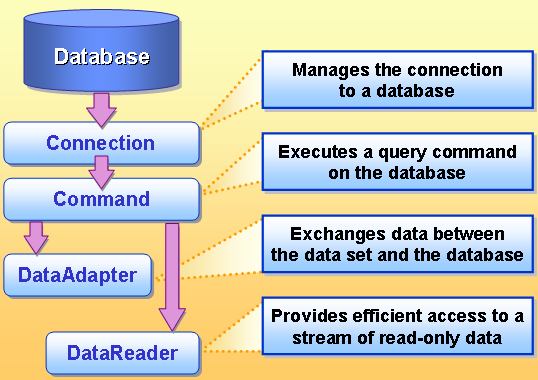 Database
Manages the connection
to a database
Connection
Executes a query command
on the database
Command
Exchanges data between
the data set and the database
DataAdapter
Provides efficient access to a
stream of read-only data
DataReader